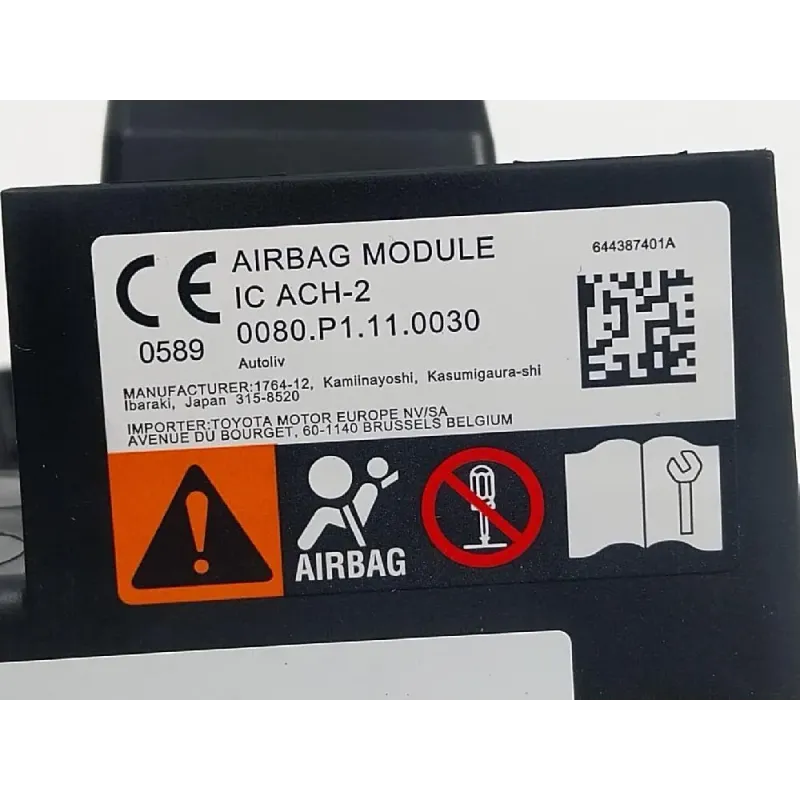 CE
0589
AIRBAG MODULE
IC ACH-2
0080.P1.11.0030
Autoliv
644387401A
MANUFACTURER:1764-12, Kamiinayoshi, Kasumigaura-shi
Ibaraki, Japan 315-8520
IMPORTER:TOYOTA MOTOR EUROPE NV/SA
AVENUE DU BOURGET, 60-1140 BRUSSELS BELGIUM
AIRBAG